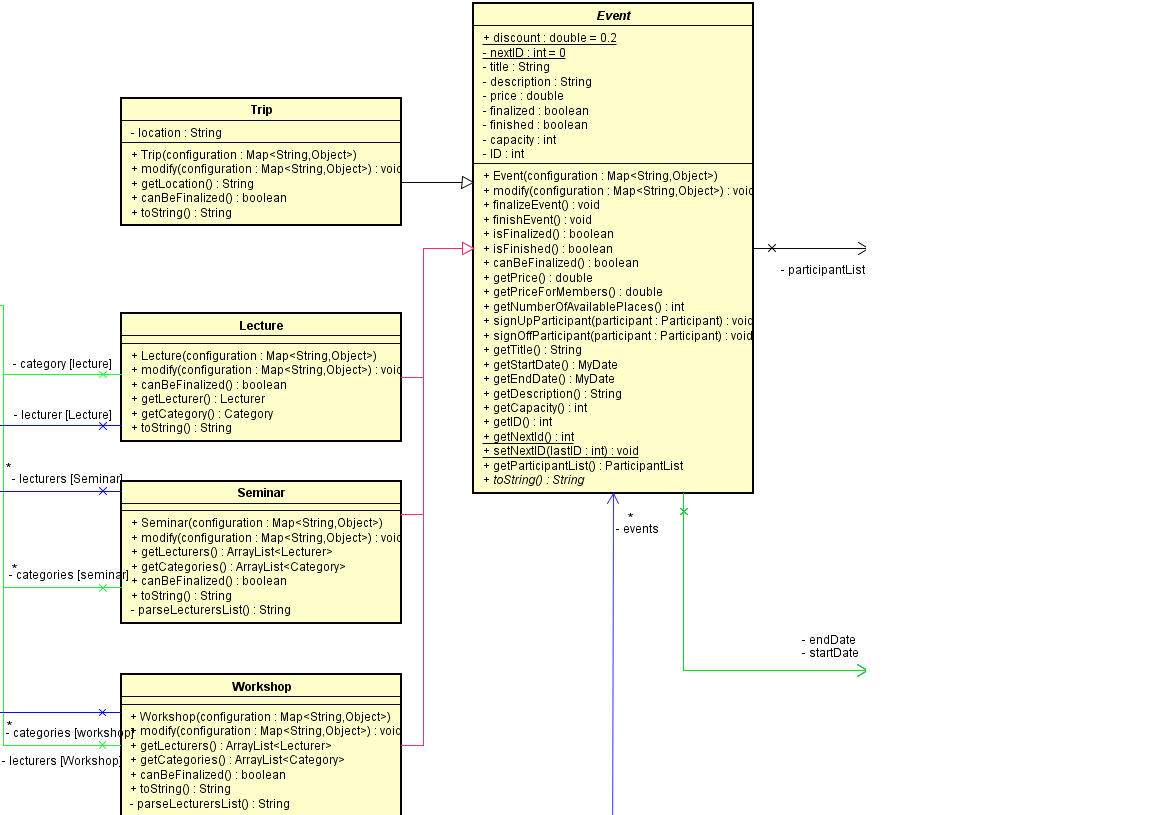 Event
+ discount : double = 0.2
- nextID : int = 0
- title : String
- description : String
- price : double
- finalized : boolean
- finished : boolean
- capacity : int
- ID : int
+ Event(configuration : Map<String,Object>)
+ modify(configuration : Map<String,Object>) : void
+ finalizeEvent() : void
+ finishEvent() : void
+ isFinalized() : boolean
+ isFinished() : boolean
+ canBeFinalized() : boolean
+ getPrice() : double
+ getPriceForMembers() : double
+ getNumberOfAvailablePlaces() : int
+ signUpParticipant(participant : Participant) : void
+ signOffParticipant(participant : Participant) : void
+ getTitle() : String
+ getStartDate() : MyDate
+ getEndDate() : MyDate
+ getDescription() : String
+ getCapacity() : int
+ getID() : int
+ getNextId() : int
+ setNextID(lastID : int) : void
+ getParticipantList() : ParticipantList
+ toString() : String
Trip
- location : String
+ Trip(configuration : Map<String,Object>)
+ modify(configuration : Map<String,Object>) : void
+ getLocation() : String
+ canBeFinalized() : boolean
+ toString() : String
- participantList
Lecture
+ Lecture(configuration : Map<String,Object>)
+ modify(configuration : Map<String,Object>) : void
+ canBeFinalized() : boolean
+ getLecturer() : Lecturer
+ getCategory() : Category
+ toString() : String
- category [lecture]
- lecturer [Lecture]
*
- lecturers [Seminar]
Seminar
+ Seminar(configuration : Map<String,Object>)
+ modify(configuration : Map<String,Object>) : void
+ getLecturers() : ArrayList<Lecturer>
+ getCategories() : ArrayList<Category>
+ canBeFinalized() : boolean
+ toString() : String
- parseLecturersList() : String
*
- categories [seminar]
*
- events
- endDate
- startDate
Workshop
+ Workshop(configuration : Map<String,Object>)
+ modify(configuration : Map<String,Object>) : void
+ getLecturers() : ArrayList<Lecturer>
+ getCategories() : ArrayList<Category>
+ canBeFinalized() : boolean
+ toString() : String
- parseLecturersList() : String
*
- categories [workshop]
- lecturers [Workshop]